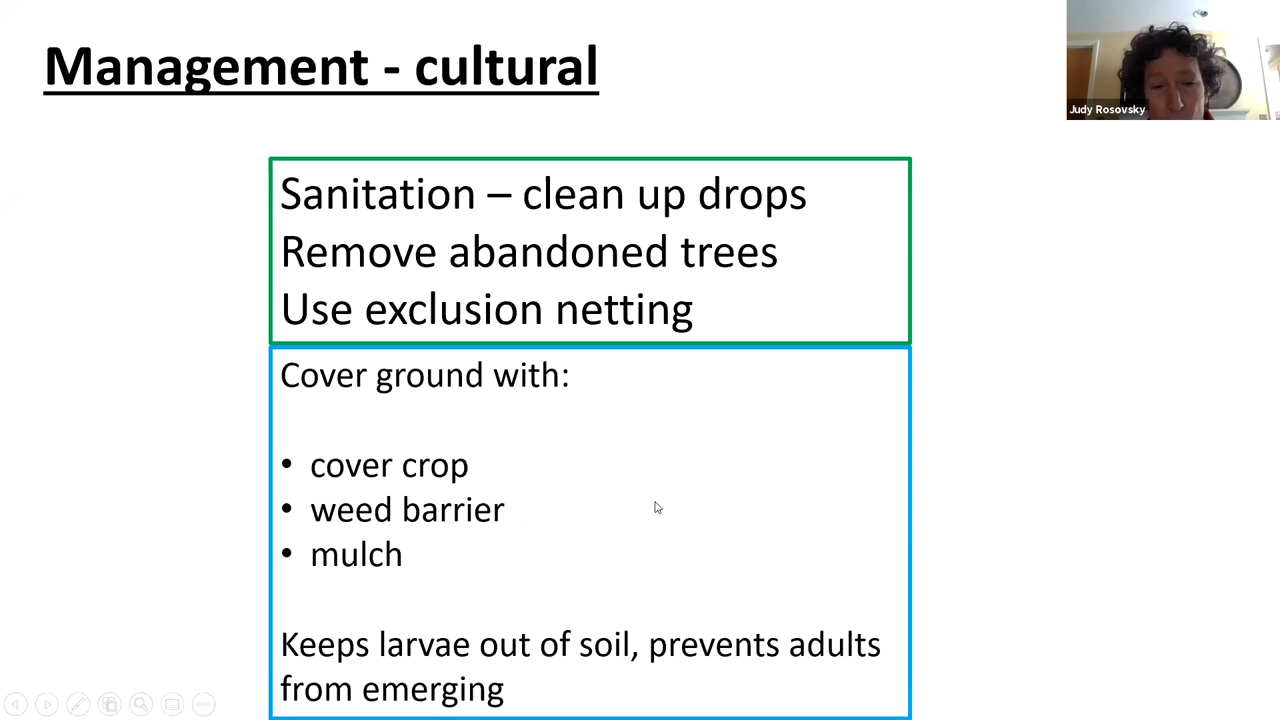 Management - cultural
Judy Rosovsky
Sanitation – clean up drops
Remove abandoned trees
Use exclusion netting
Cover ground with:
• cover crop
• weed barrier
• mulch
Keeps larvae out of soil, prevents adults
from emerging